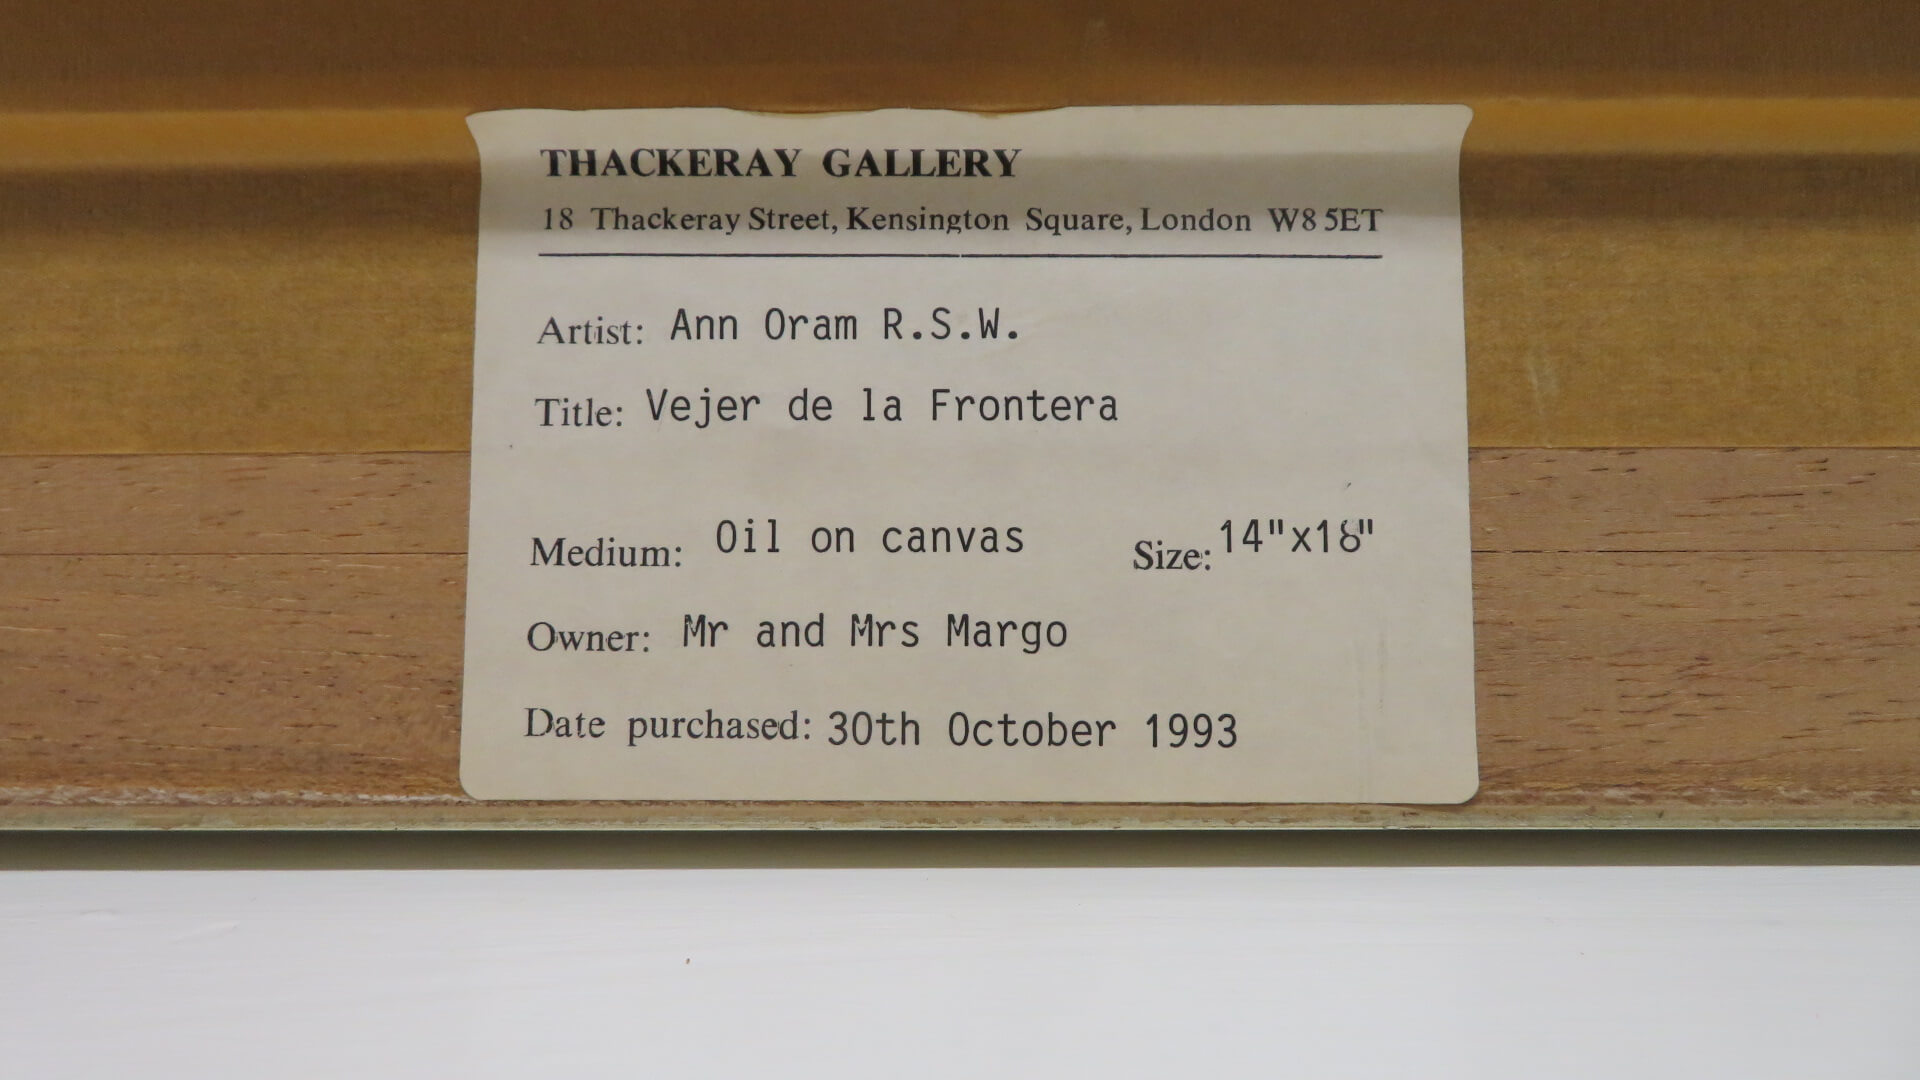 THACKERAY GALLERY
18 Thackeray Street, Kensington Square, London W8 5ET
Artist: Ann Oram R.S.W.
Title: Vejer de la Frontera
Medium: Oil on canvas Size: 14"x18"
Owner: Mr and Mrs Margo
Date purchased: 30th October 1993